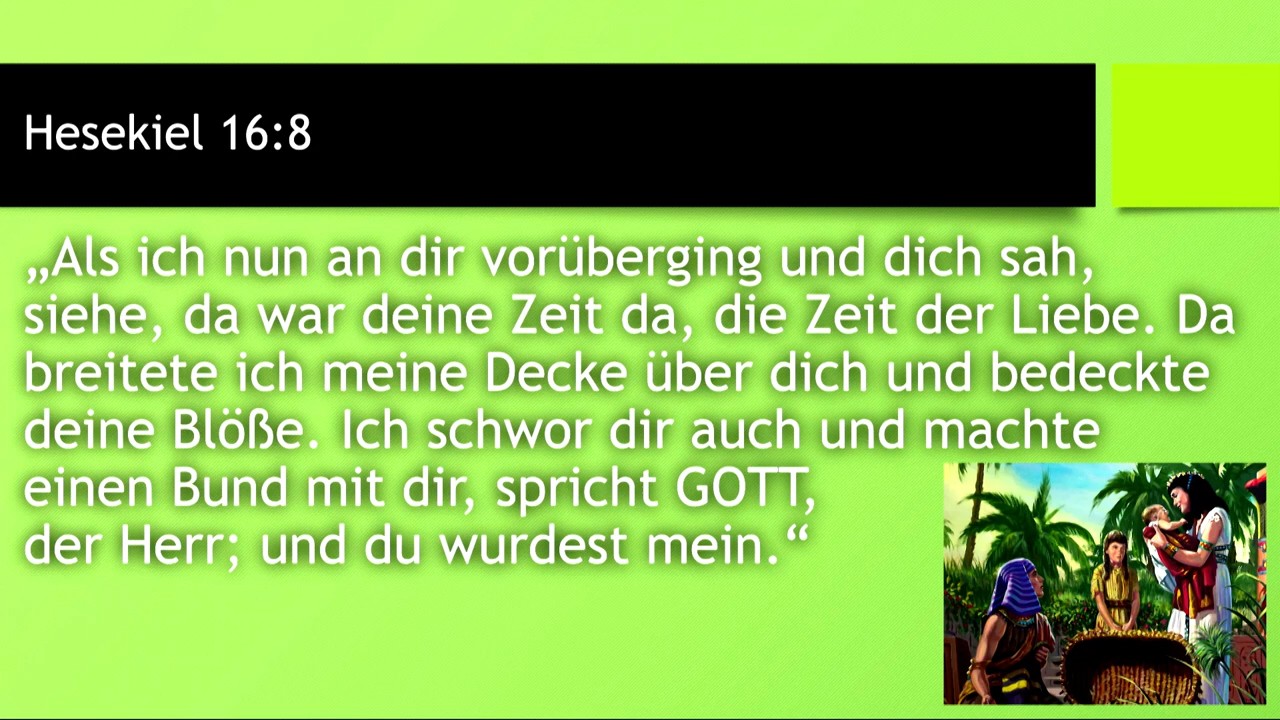 Hesekiel 16:8
„Als ich nun an dir vorüberging und dich sah,
siehe, da war deine Zeit da, die Zeit der Liebe. Da
breitete ich meine Decke über dich und bedeckte
deine Blöße. Ich schwor dir auch und machte
einen Bund mit dir, spricht GOTT,
der Herr; und du wurdest mein.“